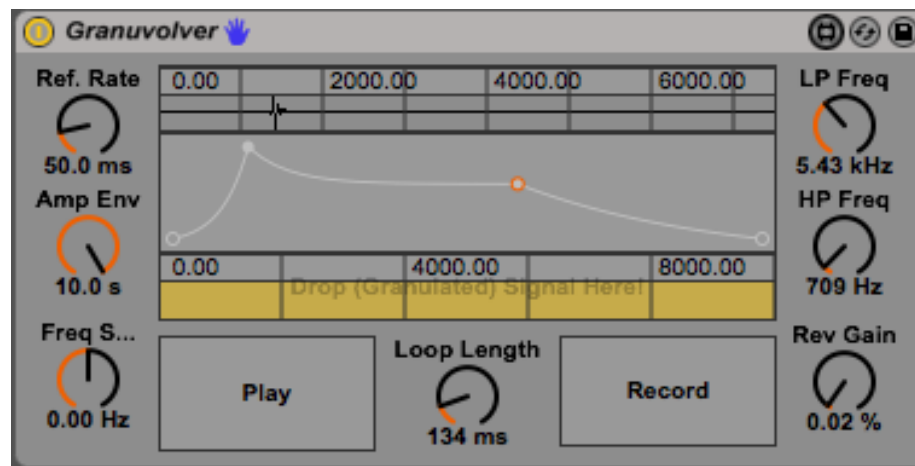 Granuvolver
Ref. Rate
50.0 ms
Amp Env
10.0 s
Freq S...
0.00 Hz
0.00 2000.00 4000.00 6000.00
0.00 4000.00 8000.00
Drop (Granulated) Signal Here!
Play
Loop Length
134 ms
Record
LP Freq
5.43 kHz
HP Freq
709 Hz
Rev Gain
0.02 %